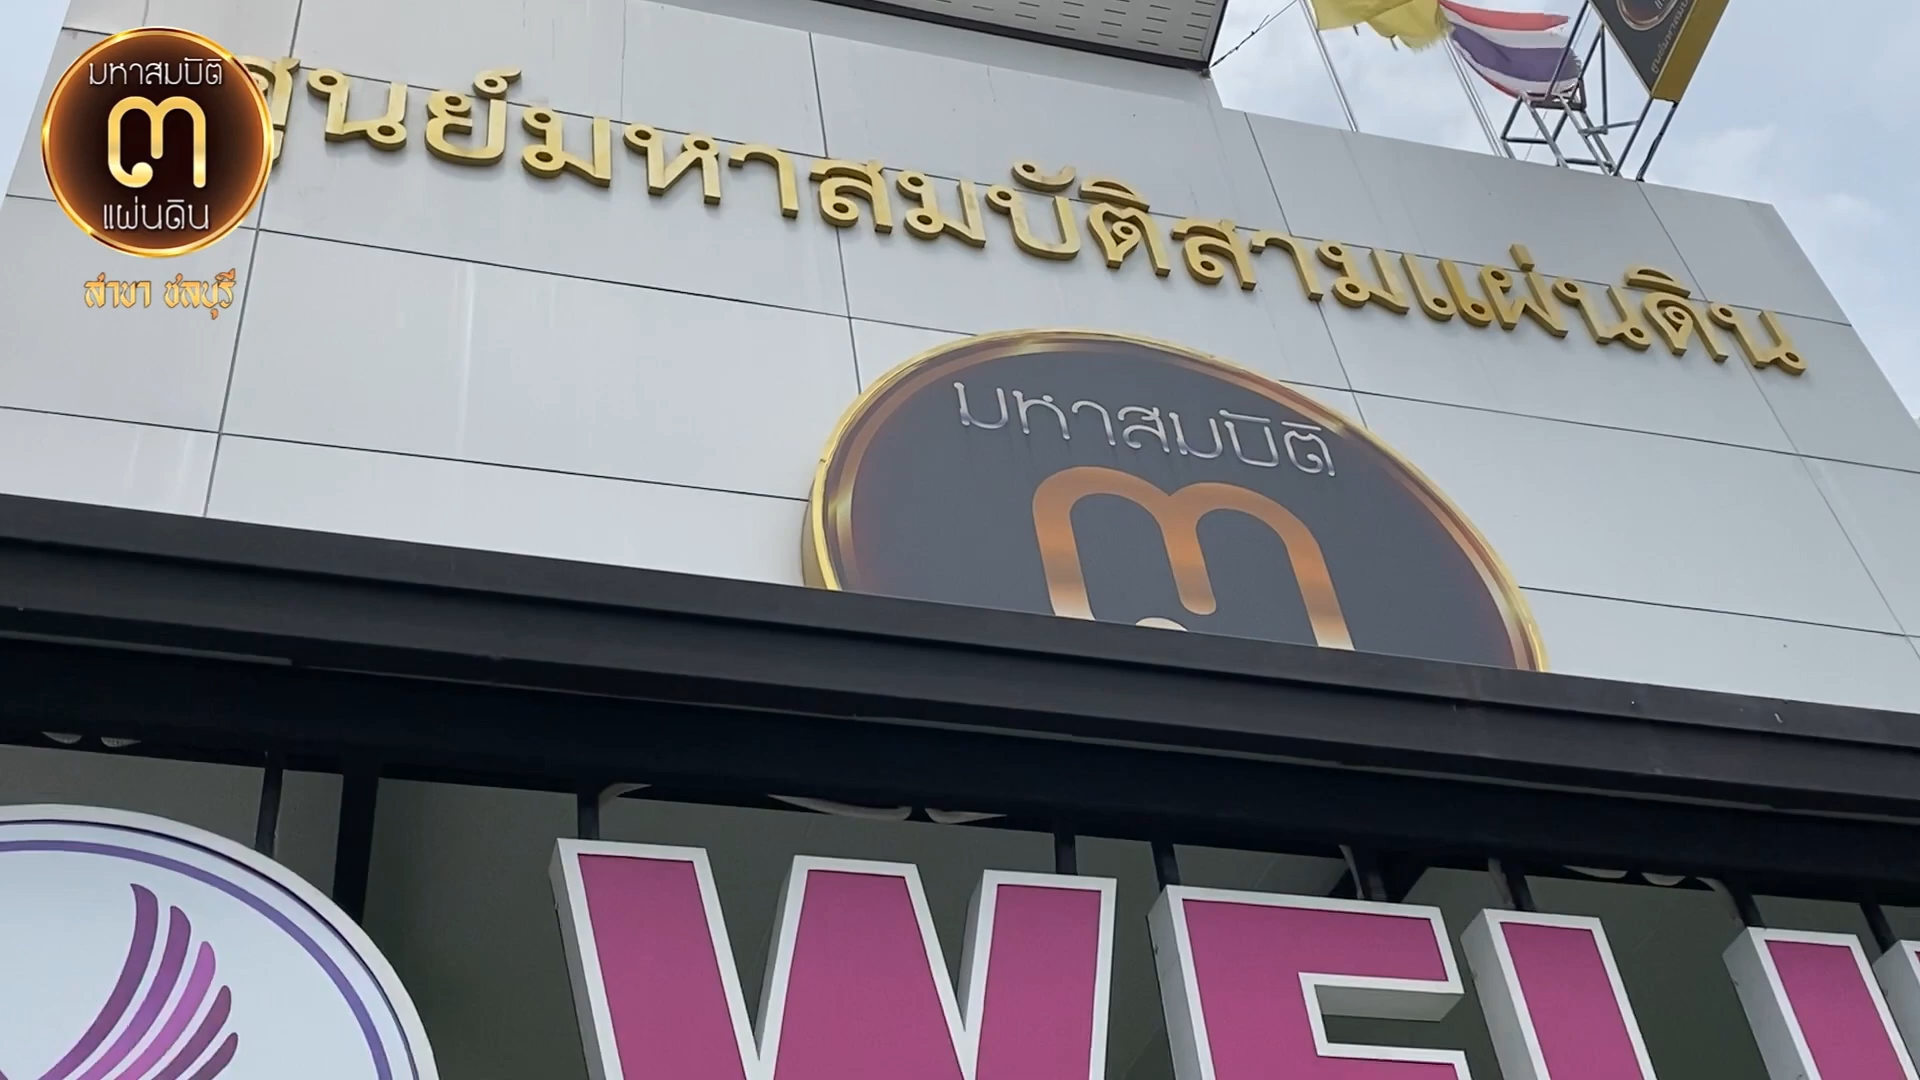 มหาสมบัติ
๓
แผ่นดิน
สาขา ชลบุรี
ศูนย์มหาสมบัติสามแผ่นดิน
มหาสมบัติ
๓